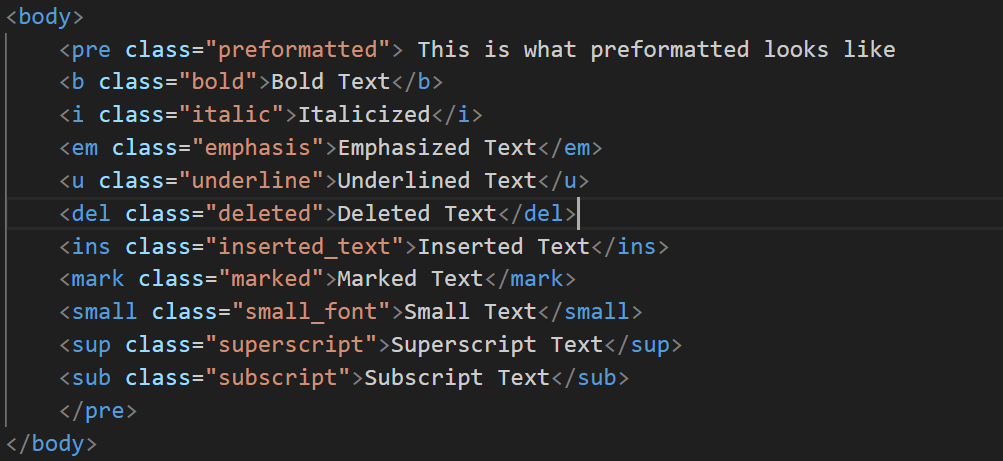 <body>
    <pre class="preformatted"> This is what preformatted looks like
    <b class="bold">Bold Text</b>
    <i class="italic">Italicized</i>
    <em class="emphasis">Emphasized Text</em>
    <u class="underline">Underlined Text</u>
    <del class="deleted">Deleted Text</del>
    <ins class="inserted_text">Inserted Text</ins>
    <mark class="marked">Marked Text</mark>
    <small class="small_font">Small Text</small>
    <sup class="superscript">Superscript Text</sup>
    <sub class="subscript">Subscript Text</sub>
    </pre>
</body>